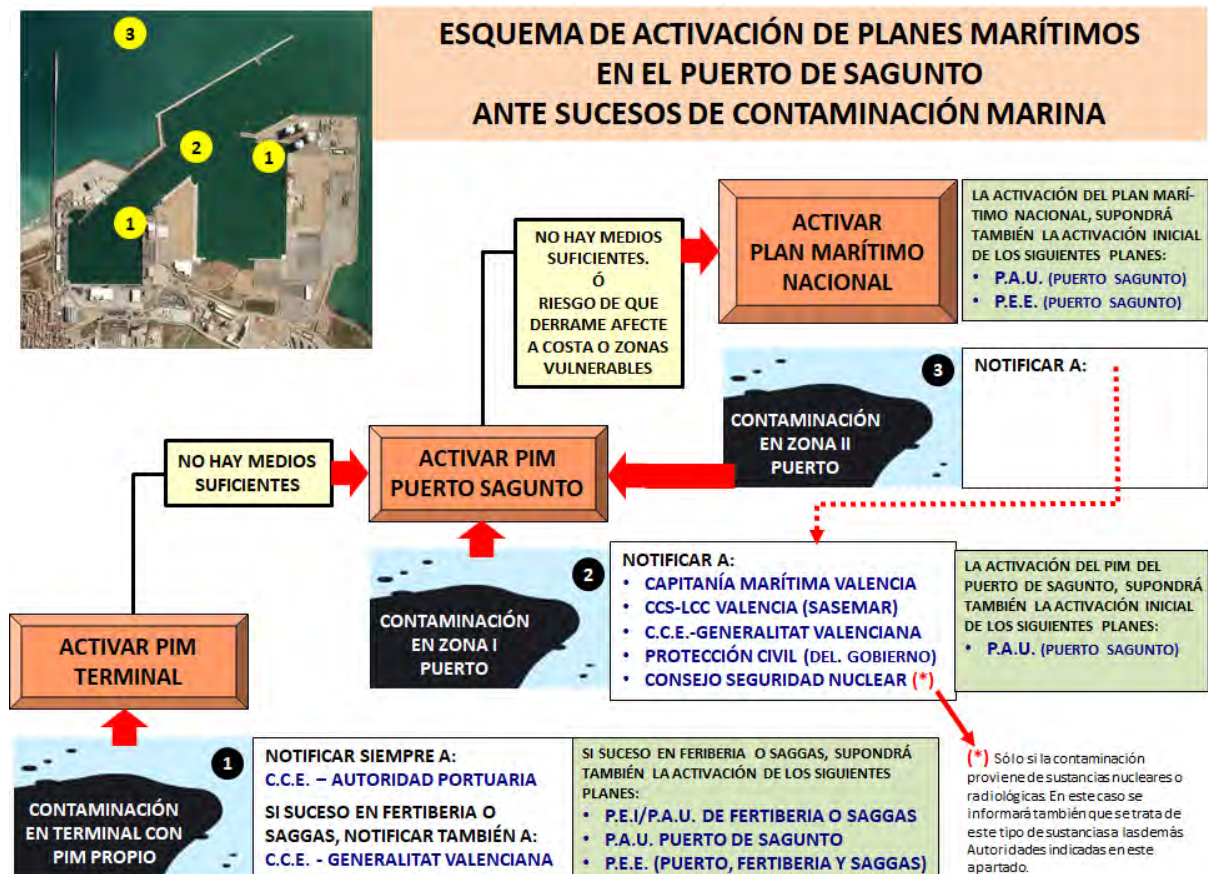 ESQUEMA DE ACTIVACIÓN DE PLANES MARÍTIMOS
EN EL PUERTO DE SAGUNTO
ANTE SUCESOS DE CONTAMINACIÓN MARINA
3
2
1
1
NO HAY MEDIOS
SUFICIENTES.
Ó
RIESGO DE QUE
DERRAME AFECTE
A COSTA O ZONAS
VULNERABLES
ACTIVAR
PLAN MARÍTIMO
NACIONAL
LA ACTIVACIÓN DEL PLAN MARÍ-
TIMO NACIONAL, SUPONDRÁ
TAMBIÉN LA ACTIVACIÓN INICIAL
DE LOS SIGUIENTES PLANES:
• P.A.U. (PUERTO SAGUNTO)
• P.E.E. (PUERTO SAGUNTO)
CONTAMINACIÓN
EN ZONA II
PUERTO
3
NOTIFICAR A:
NO HAY MEDIOS
SUFICIENTES
ACTIVAR PIM
PUERTO SAGUNTO
CONTAMINACIÓN
EN ZONA I
PUERTO
2
NOTIFICAR A:
• CAPITANÍA MARÍTIMA VALENCIA
• CCS-LCC VALENCIA (SASEMAR)
• C.C.E.-GENERALITAT VALENCIANA
• PROTECCIÓN CIVIL (DEL. GOBIERNO)
• CONSEJO SEGURIDAD NUCLEAR (*)
LA ACTIVACIÓN DEL PIM DEL
PUERTO DE SAGUNTO, SUPONDRÁ
TAMBIÉN LA ACTIVACIÓN INICIAL
DE LOS SIGUIENTES PLANES:
• P.A.U. (PUERTO SAGUNTO)
ACTIVAR PIM
TERMINAL
CONTAMINACIÓN
EN TERMINAL CON
PIM PROPIO
1
NOTIFICAR SIEMPRE A:
C.C.E. – AUTORIDAD PORTUARIA
SI SUCESO EN FERTIBERIA O
SAGGAS, NOTIFICAR TAMBIÉN A:
C.C.E. - GENERALITAT VALENCIANA
SI SUCESO EN FERIBERIA O SAGGAS, SUPONDRÁ
TAMBIÉN LA ACTIVACIÓN DE LOS SIGUIENTES
PLANES:
• P.E.I/P.A.U. DE FERTIBERIA O SAGGAS
• P.A.U. PUERTO DE SAGUNTO
• P.E.E. (PUERTO, FERTIBERIA Y SAGGAS)
(*) Sólo si la contaminación
proviene de sustancias nucleares o
radiológicas. En este caso se
informará también que se trata de
este tipo de sustancias a las demás
Autoridades indicadas en este
apartado.